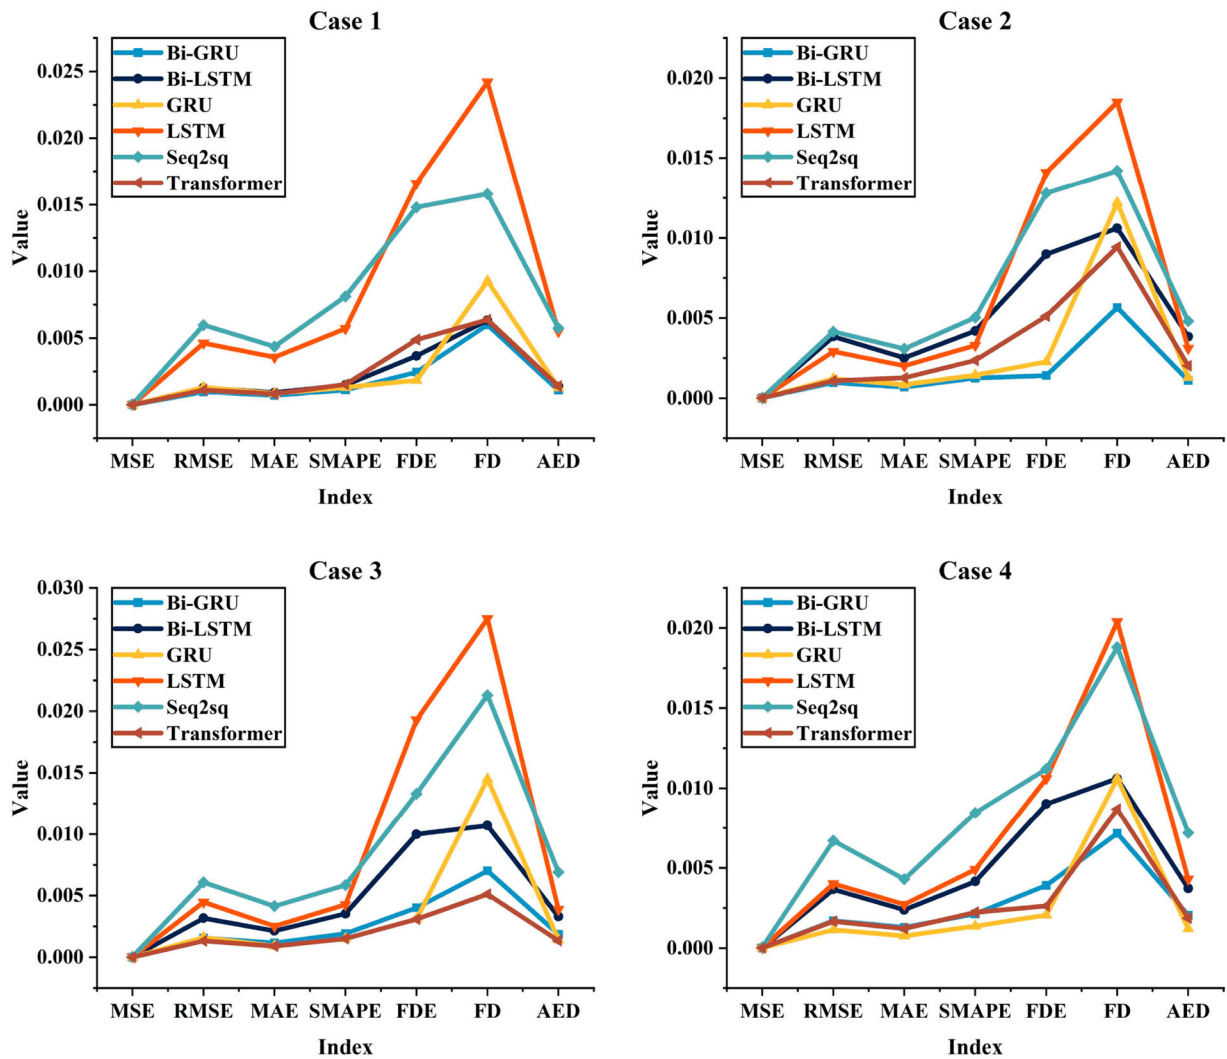 Case 1
Bi-GRU
Bi-LSTM
GRU
LSTM
Seq2sq
Transformer
0.025
0.020
0.015
0.010
0.005
0.000
Value
MSE RMSE MAE SMAPE FDE FD AED
Index
Case 2
Bi-GRU
Bi-LSTM
GRU
LSTM
Seq2sq
Transformer
0.020
0.015
0.010
0.005
0.000
Value
MSE RMSE MAE SMAPE FDE FD AED
Index
Case 3
Bi-GRU
Bi-LSTM
GRU
LSTM
Seq2sq
Transformer
0.030
0.025
0.020
0.015
0.010
0.005
0.000
Value
MSE RMSE MAE SMAPE FDE FD AED
Index
Case 4
Bi-GRU
Bi-LSTM
GRU
LSTM
Seq2sq
Transformer
0.020
0.015
0.010
0.005
0.000
Value
MSE RMSE MAE SMAPE FDE FD AED
Index